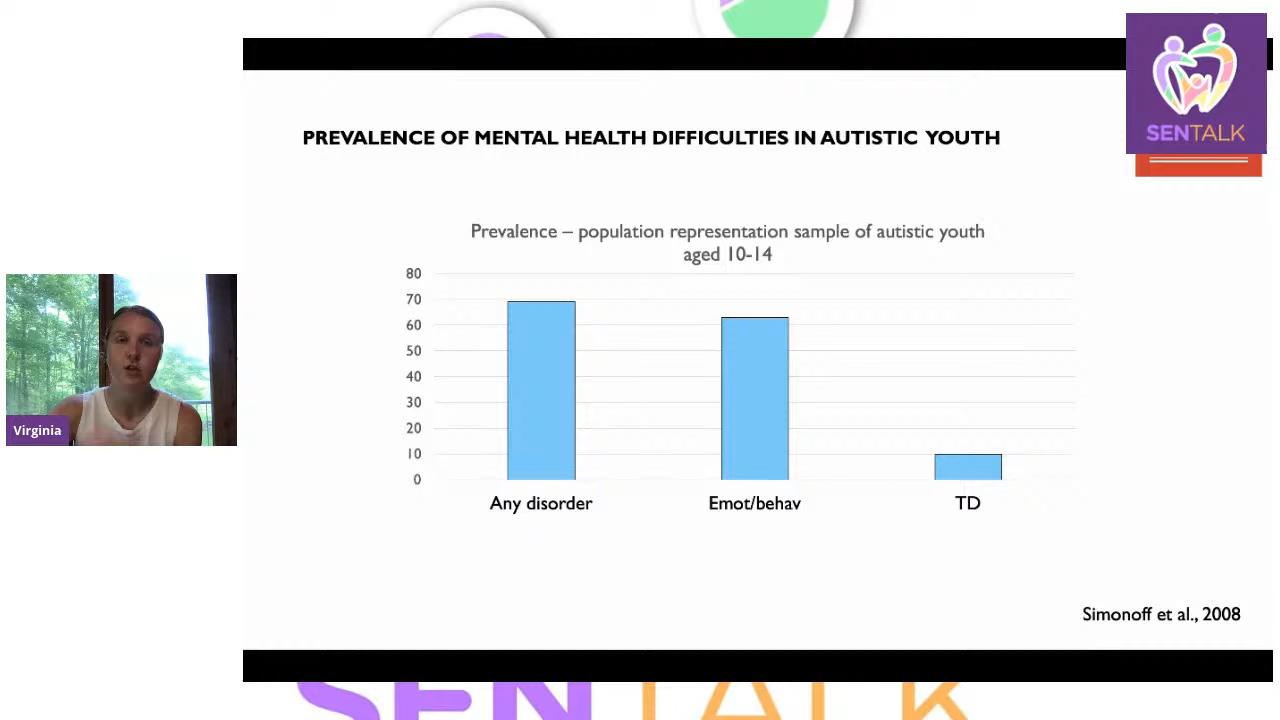 SENTALK
PREVALENCE OF MENTAL HEALTH DIFFICULTIES IN AUTISTIC YOUTH
Prevalence – population representation sample of autistic youth
aged 10-14
80
70
60
50
40
30
20
10
0
Any disorder
Emot/behav
TD
Virginia
Simonoff et al., 2008
SENTALK